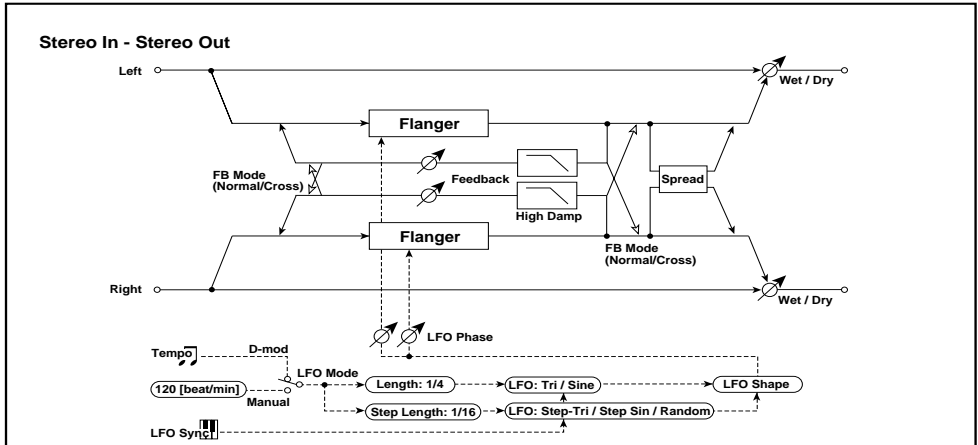 Stereo In - Stereo Out
Left
Wet / Dry
Flanger
FB Mode
(Normal/Cross)
Feedback
Spread
High Damp
Flanger
FB Mode
(Normal/Cross)
Right
Wet / Dry
LFO Phase
Tempo
D-mod
LFO Mode
120 [beat/min]
Manual
Length: 1/4
LFO: Tri / Sine
LFO Shape
Step Length: 1/16
LFO: Step-Tri / Step Sin / Random
LFO Sync